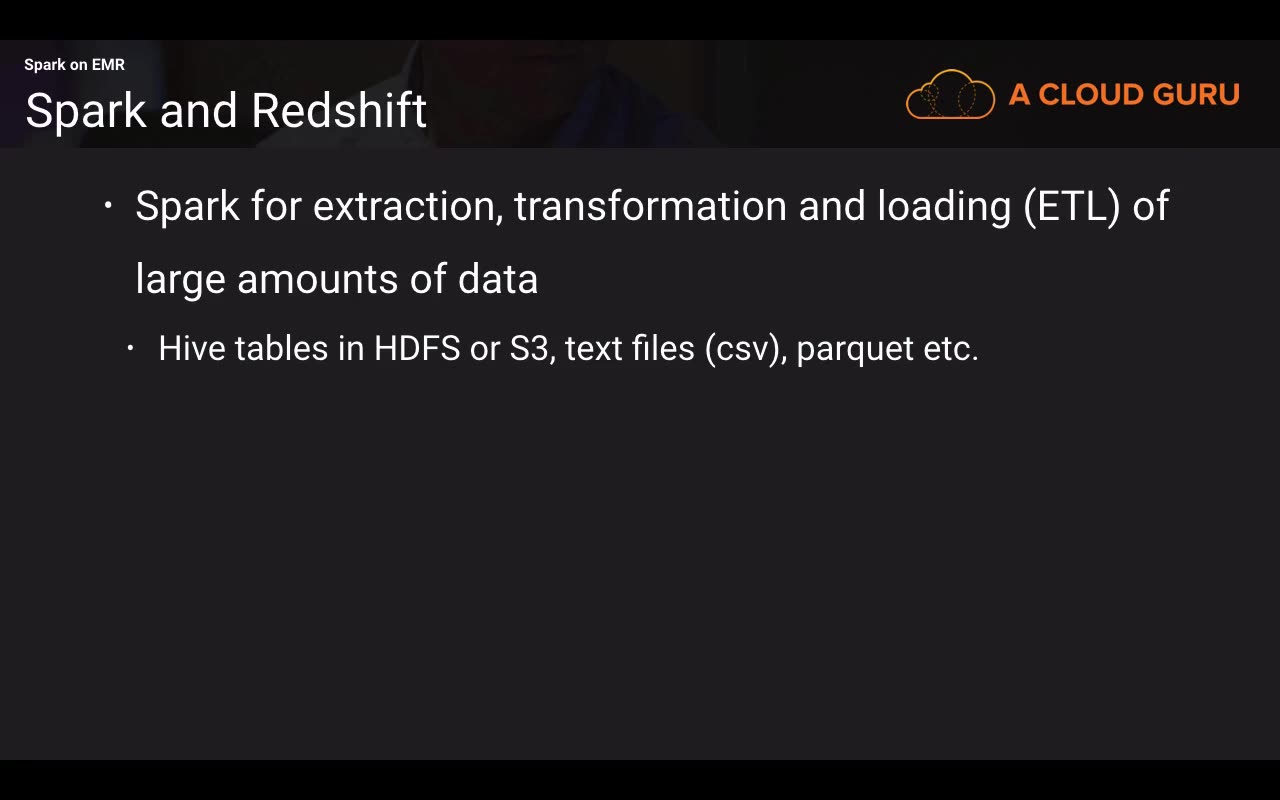 Spark on EMR
Spark and Redshift
A CLOUD GURU
• Spark for extraction, transformation and loading (ETL) of
large amounts of data
• Hive tables in HDFS or S3, text files (csv), parquet etc.